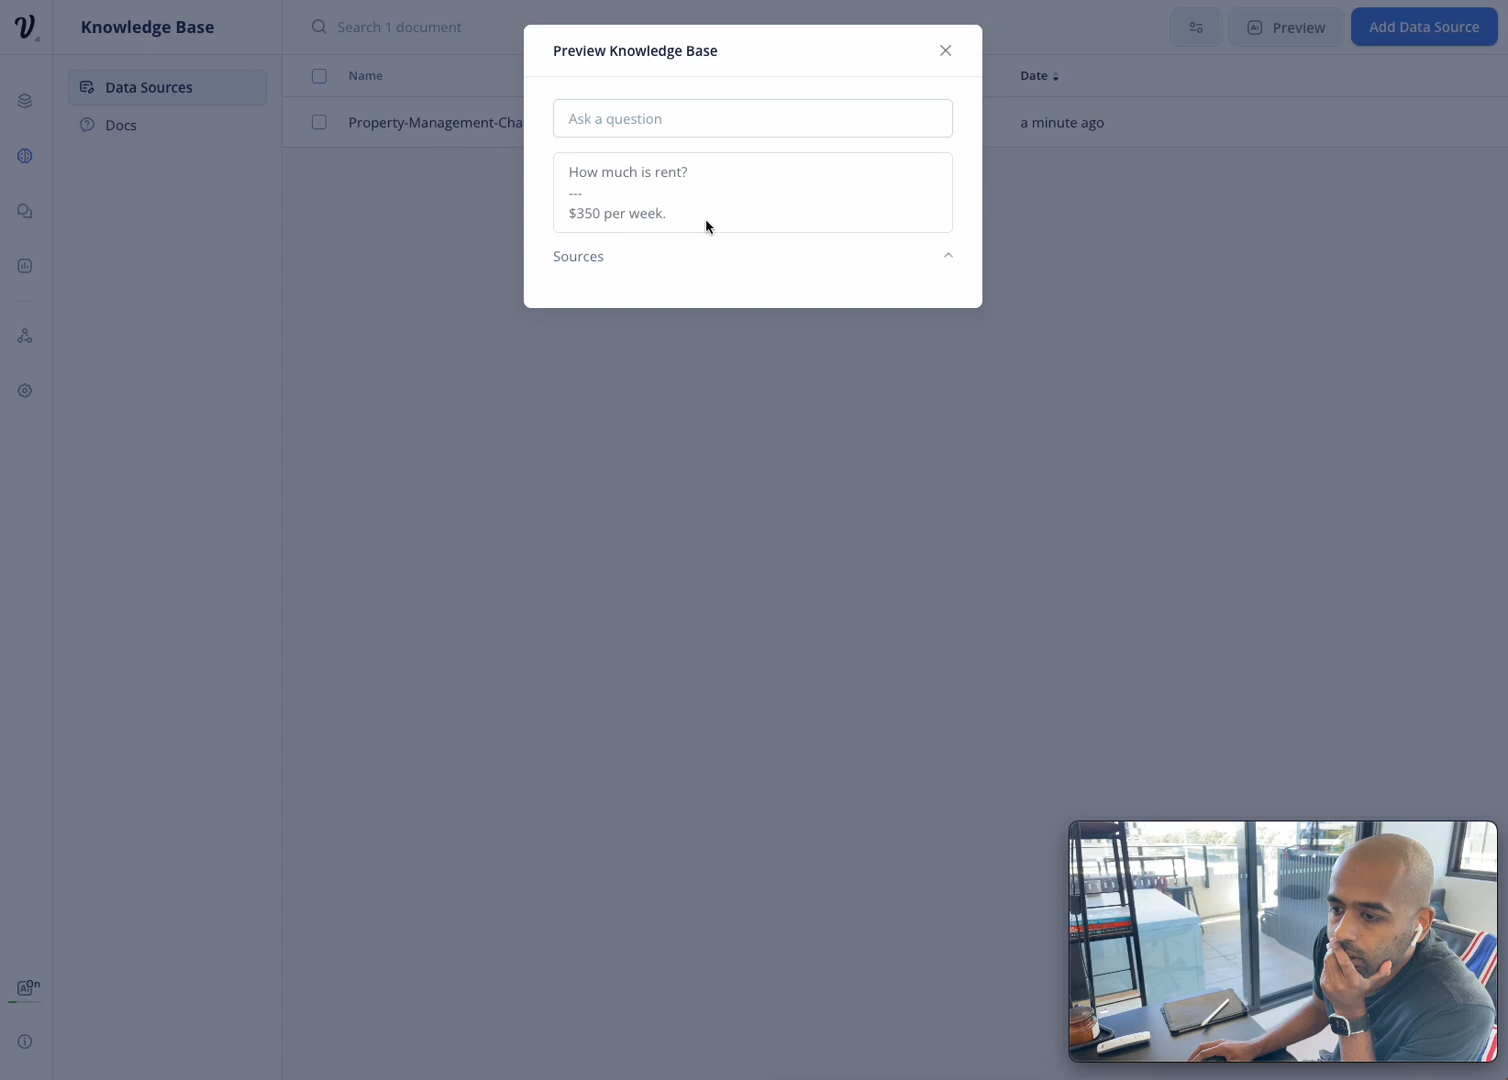 Knowledge Base
Search 1 document
Preview
Add Data Source
Data Sources
Docs
Name
Date
Property-Management-Cha
a minute ago
Preview Knowledge Base
Ask a question
How much is rent?
---
$350 per week.
Sources
On